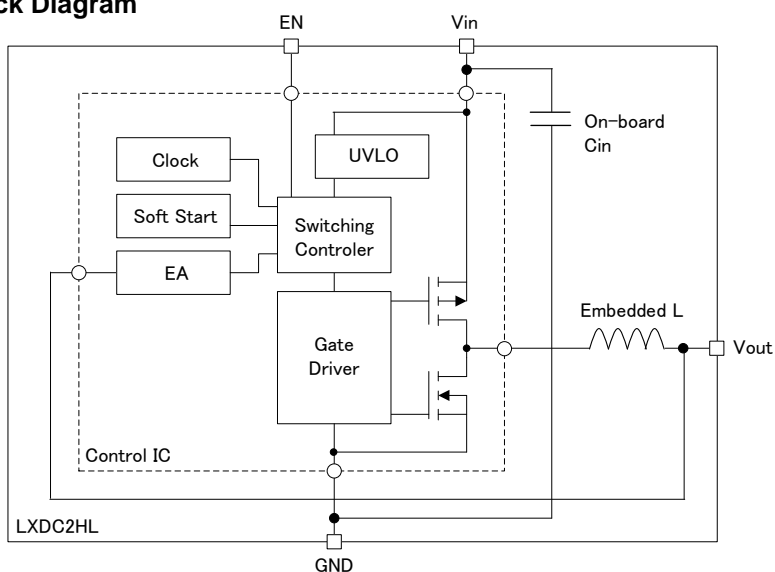 ck Diagram
EN
Vin
On-board
Cin
Clock
UVLO
Soft Start
Switching
Controler
EA
Embedded L
Gate
Driver
Vout
Control IC
LXDC2HL
GND